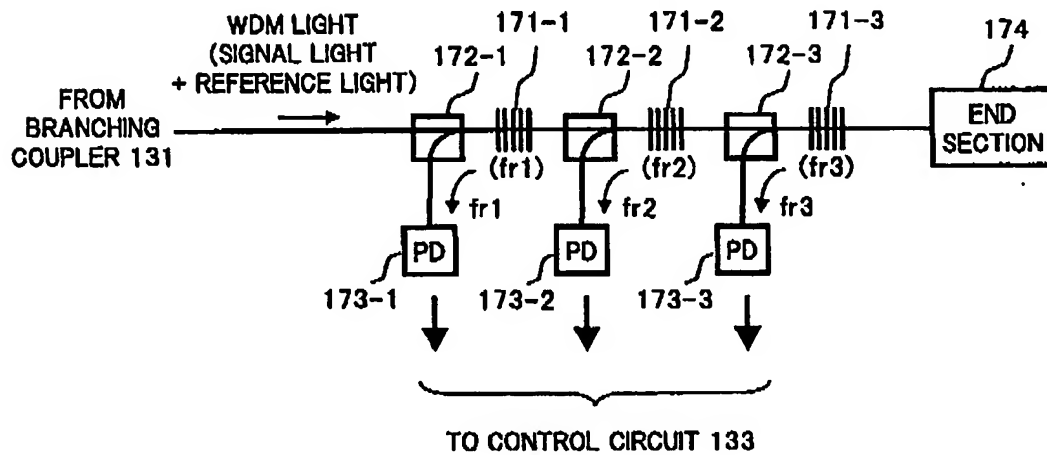 WDM LIGHT
(SIGNAL LIGHT
+ REFERENCE LIGHT)
171-1
171-2
171-3
174
172-1
172-2
172-3
FROM
BRANCHING
COUPLER 131
END
SECTION
(fr1)
(fr2)
(fr3)
fr1
fr2
fr3
PD
PD
PD
173-1
173-2
173-3
TO CONTROL CIRCUIT 133